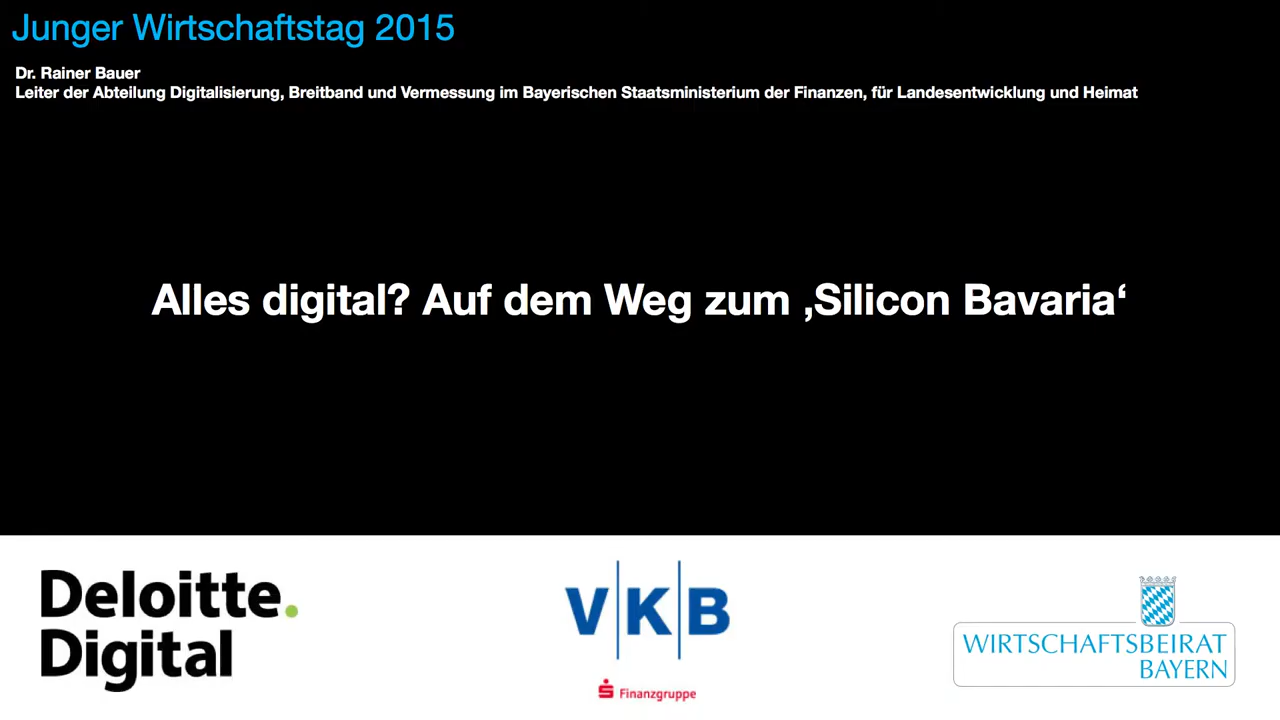 Junger Wirtschaftstag 2015
Dr. Rainer Bauer
Leiter der Abteilung Digitalisierung, Breitband und Vermessung im Bayerischen Staatsministerium der Finanzen, für Landesentwicklung und Heimat
Alles digital? Auf dem Weg zum ‚Silicon Bavaria‘
Deloitte.
Digital
VKB
Finanzgruppe
WIRTSCHAFTSBEIRAT
BAYERN